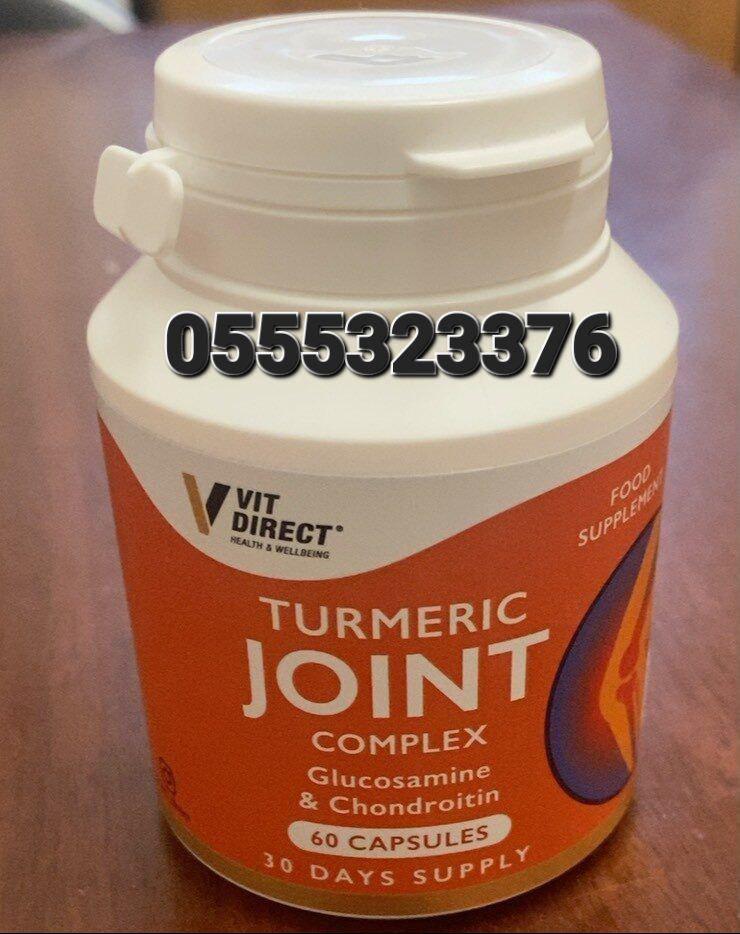 0555323376
VIT
DIRECT®
HEALTH & WELLBEING
FOOD
SUPPLEMENT
TURMERIC
JOINT
COMPLEX
Glucosamine
& Chondroitin
60 CAPSULES
30 DAYS SUPPLY